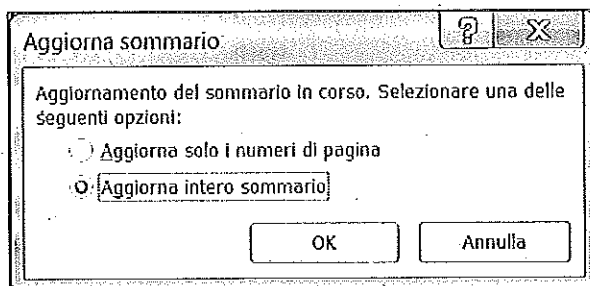 Aggiorna sommario
Aggiornamento del sommario in corso. Selezionare una delle
seguenti opzioni:
Aggiorna solo i numeri di pagina
Aggiorna intero sommario
OK
Annulla